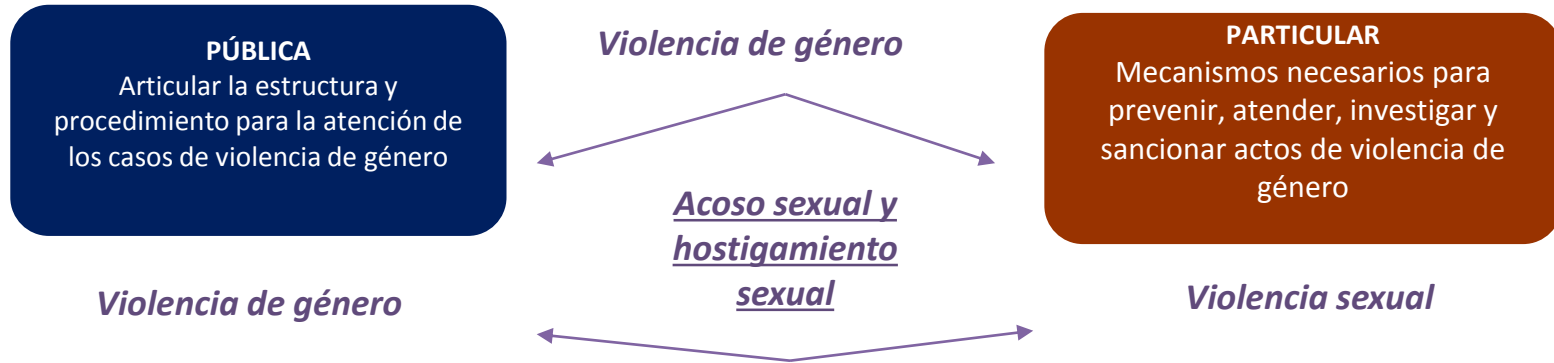 PÚBLICA
Articular la estructura y
procedimiento para la atención de
los casos de violencia de género
Violencia de género
PARTICULAR
Mecanismos necesarios para
prevenir, atender, investigar y
sancionar actos de violencia de
género
Acoso sexual y
hostigamiento
sexual
Violencia de género
Violencia sexual